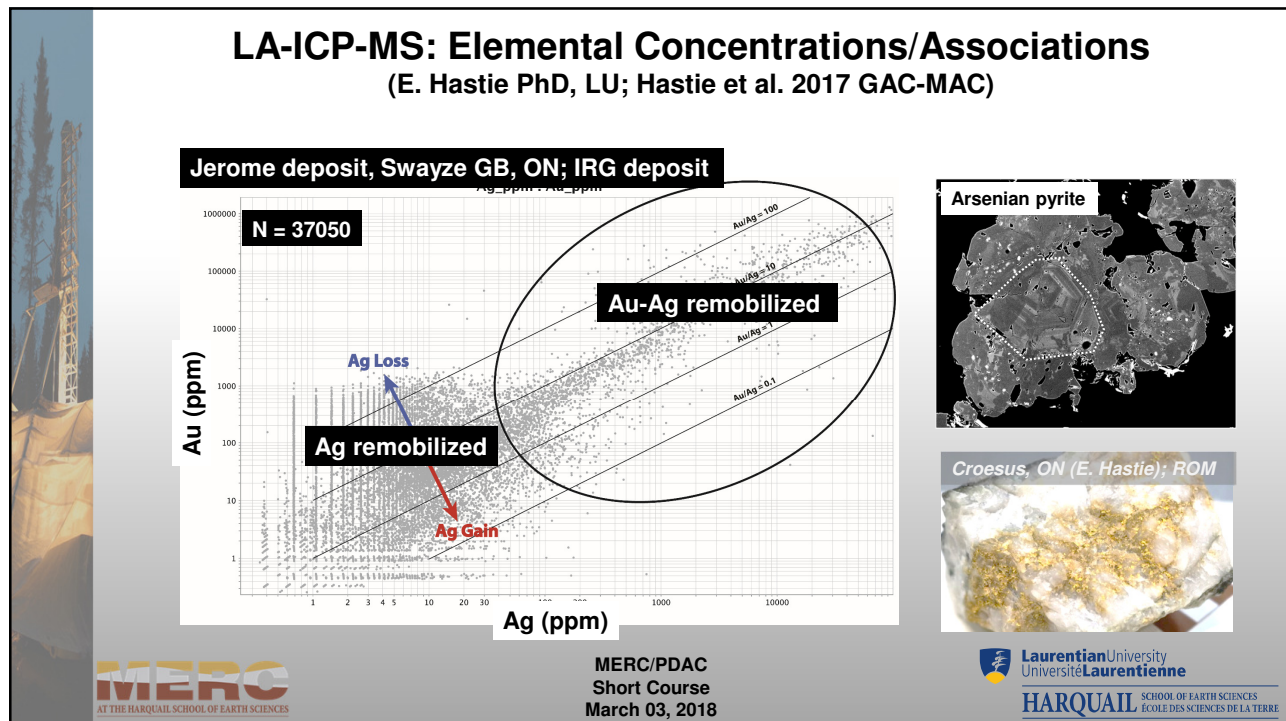 LA-ICP-MS: Elemental Concentrations/Associations
(E. Hastie PhD, LU; Hastie et al. 2017 GAC-MAC)
Jerome deposit, Swayze GB, ON; IRG deposit
Ag_ppm : Au_ppm
N = 37050
1000000
100000
10000
1000
100
10
1
Au (ppm)
Au/Ag = 100
Au/Ag = 10
Au/Ag = 1
Au/Ag = 0.1
Au-Ag remobilized
Ag Loss
Ag remobilized
Ag Gain
1 2 3 4 5 10 20 30 1000 10000
Ag (ppm)
Arsenian pyrite
Croesus, ON (E. Hastie); ROM
MERC
AT THE HARQUAIL SCHOOL OF EARTH SCIENCES
MERC/PDAC
Short Course
March 03, 2018
LaurentianUniversity
UniversitéLaurentienne
HARQUAIL SCHOOL OF EARTH SCIENCES
ÉCOLE DES SCIENCES DE LA TERRE